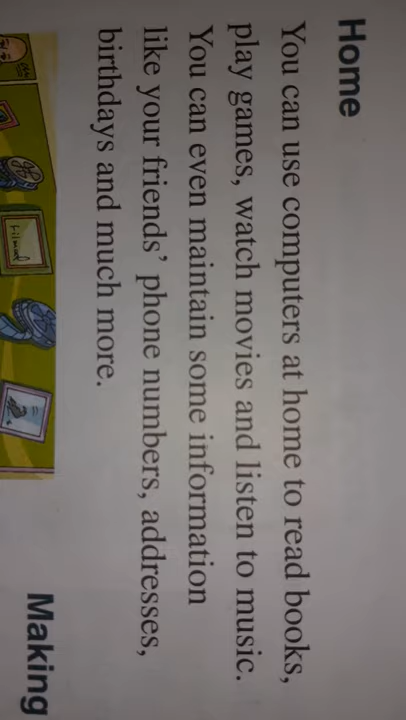 Home
You can use computers at home to read books,
play games, watch movies and listen to music.
You can even maintain some information
like your friends' phone numbers, addresses,
birthdays and much more.
Making